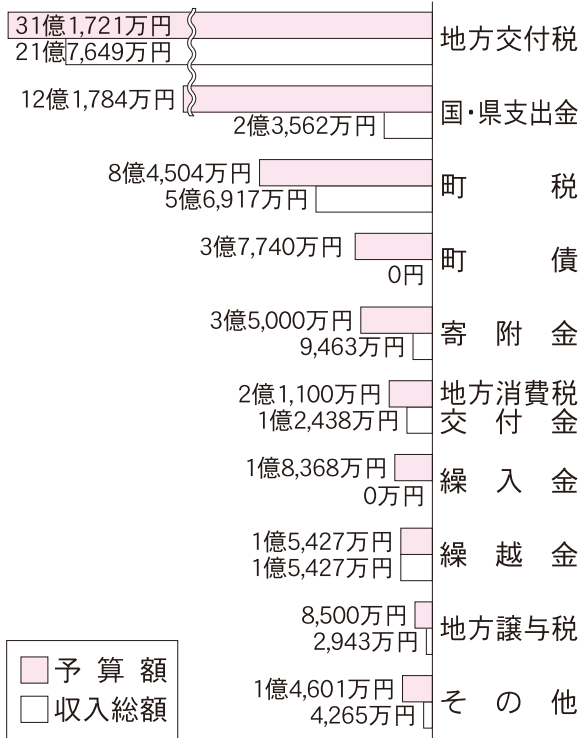 31億1,721万円
21億7,649万円
地方交付税
12億1,784万円
2億3,562万円
国・県支出金
8億4,504万円
5億6,917万円
町税
3億7,740万円
0円
町債
3億5,000万円
9,463万円
寄附金
2億1,100万円
1億2,438万円
地方消費税
交付金
1億8,368万円
0万円
繰入金
1億5,427万円
1億5,427万円
繰越金
8,500万円
2,943万円
地方譲与税
1億4,601万円
4,265万円
その他
予算額
収入総額